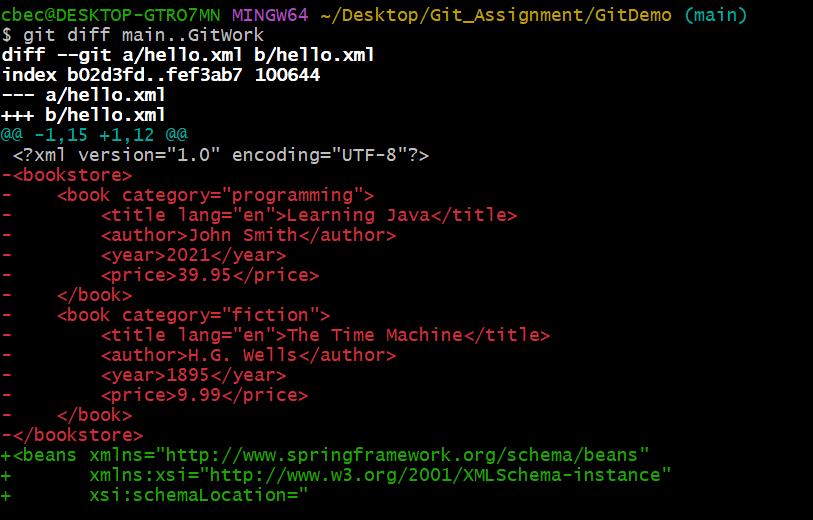 cbec@DESKTOP-GTRO7MN MINGW64 ~/Desktop/Git_Assignment/GitDemo (main)
$ git diff main..GitWork
diff --git a/hello.xml b/hello.xml
index b02d3fd..fef3ab7 100644
--- a/hello.xml
+++ b/hello.xml
@@ -1,15 +1,12 @@
 <?xml version="1.0" encoding="UTF-8"?>
-<bookstore>
-    <book category="programming">
-        <title lang="en">Learning Java</title>
-        <author>John Smith</author>
-        <year>2021</year>
-        <price>39.95</price>
-    </book>
-    <book category="fiction">
-        <title lang="en">The Time Machine</title>
-        <author>H.G. Wells</author>
-        <year>1895</year>
-        <price>9.99</price>
-    </book>
-</bookstore>
+<beans xmlns="http://www.springframework.org/schema/beans"
+       xmlns:xsi="http://www.w3.org/2001/XMLSchema-instance"
+       xsi:schemaLocation="